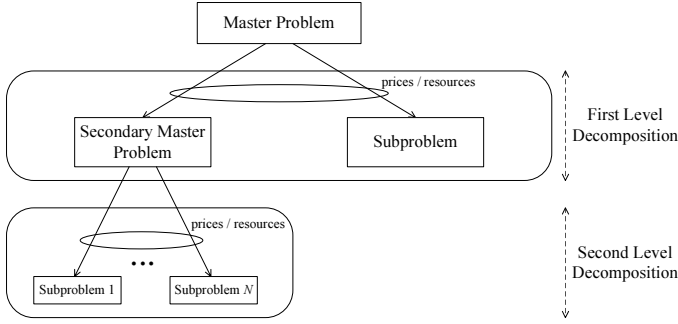 Master Problem
prices / resources
First Level
Decomposition
Secondary Master
Problem
Subproblem
prices / resources
Second Level
Decomposition
...
Subproblem 1
Subproblem N